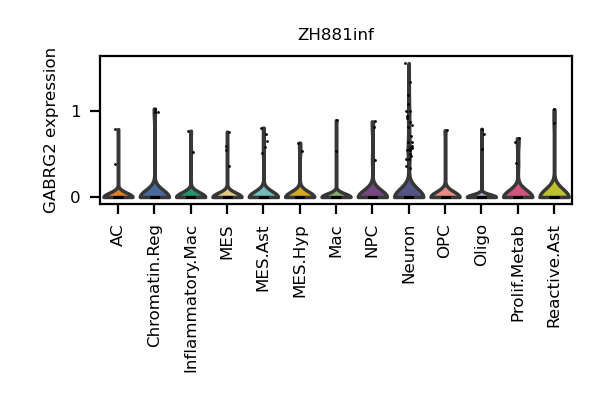 ZH881inf
GABRG2 expression
1
0
AC
Chromatin.Reg
Inflammatory.Mac
MES
MES.Ast
MES.Hyp
Mac
NPC
Neuron
OPC
Oligo
Prolif.Metab
Reactive.Ast